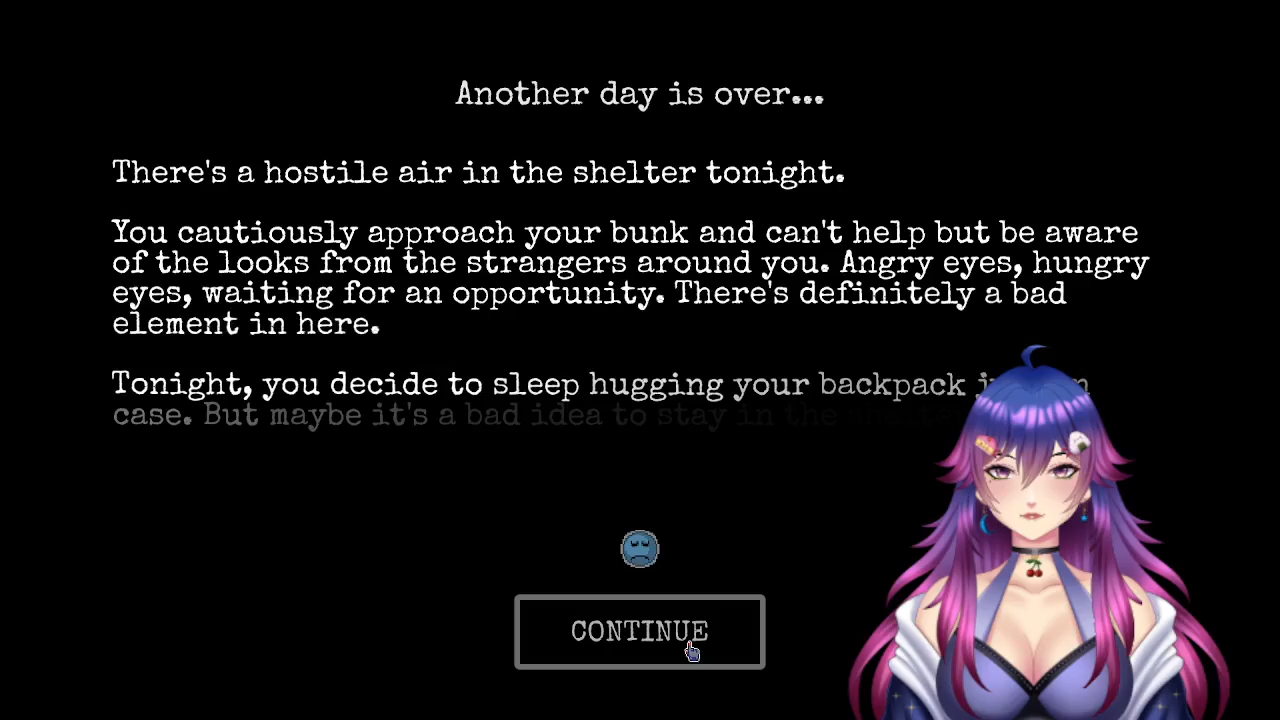 Another day is over...
There's a hostile air in the shelter tonight.
You cautiously approach your bunk and can't help but be aware
of the looks from the strangers around you. Angry eyes, hungry
eyes, waiting for an opportunity. There's definitely a bad
element in here.
Tonight, you decide to sleep hugging your backpack
case. But maybe it's a bad idea to stay in the shelter
CONTINUE